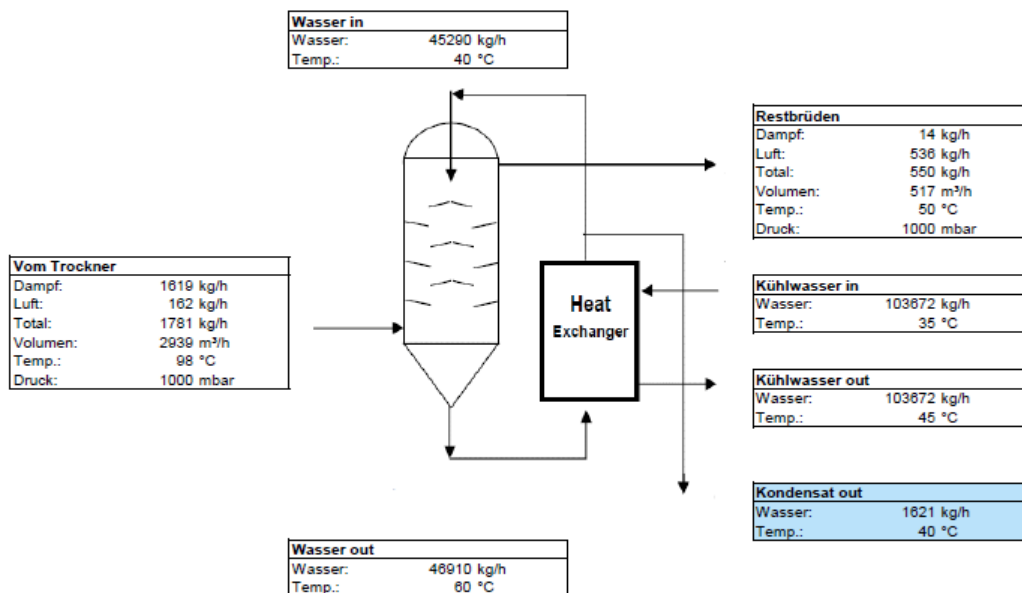 Wasser in
Wasser: 45290 kg/h
Temp.: 40 °C
Restbrüden
Dampf: 14 kg/h
Luft: 536 kg/h
Total: 550 kg/h
Volumen: 517 m³/h
Temp.: 50 °C
Druck: 1000 mbar
Vom Trockner
Dampf: 1619 kg/h
Luft: 162 kg/h
Total: 1781 kg/h
Volumen: 2939 m³/h
Temp.: 98 °C
Druck: 1000 mbar
Heat
Exchanger
Kühlwasser in
Wasser: 103672 kg/h
Temp.: 35 °C
Kühlwasser out
Wasser: 103672 kg/h
Temp.: 45 °C
Kondensat out
Wasser: 1621 kg/h
Temp.: 40 °C
Wasser out
Wasser: 46910 kg/h
Temp.: 60 °C